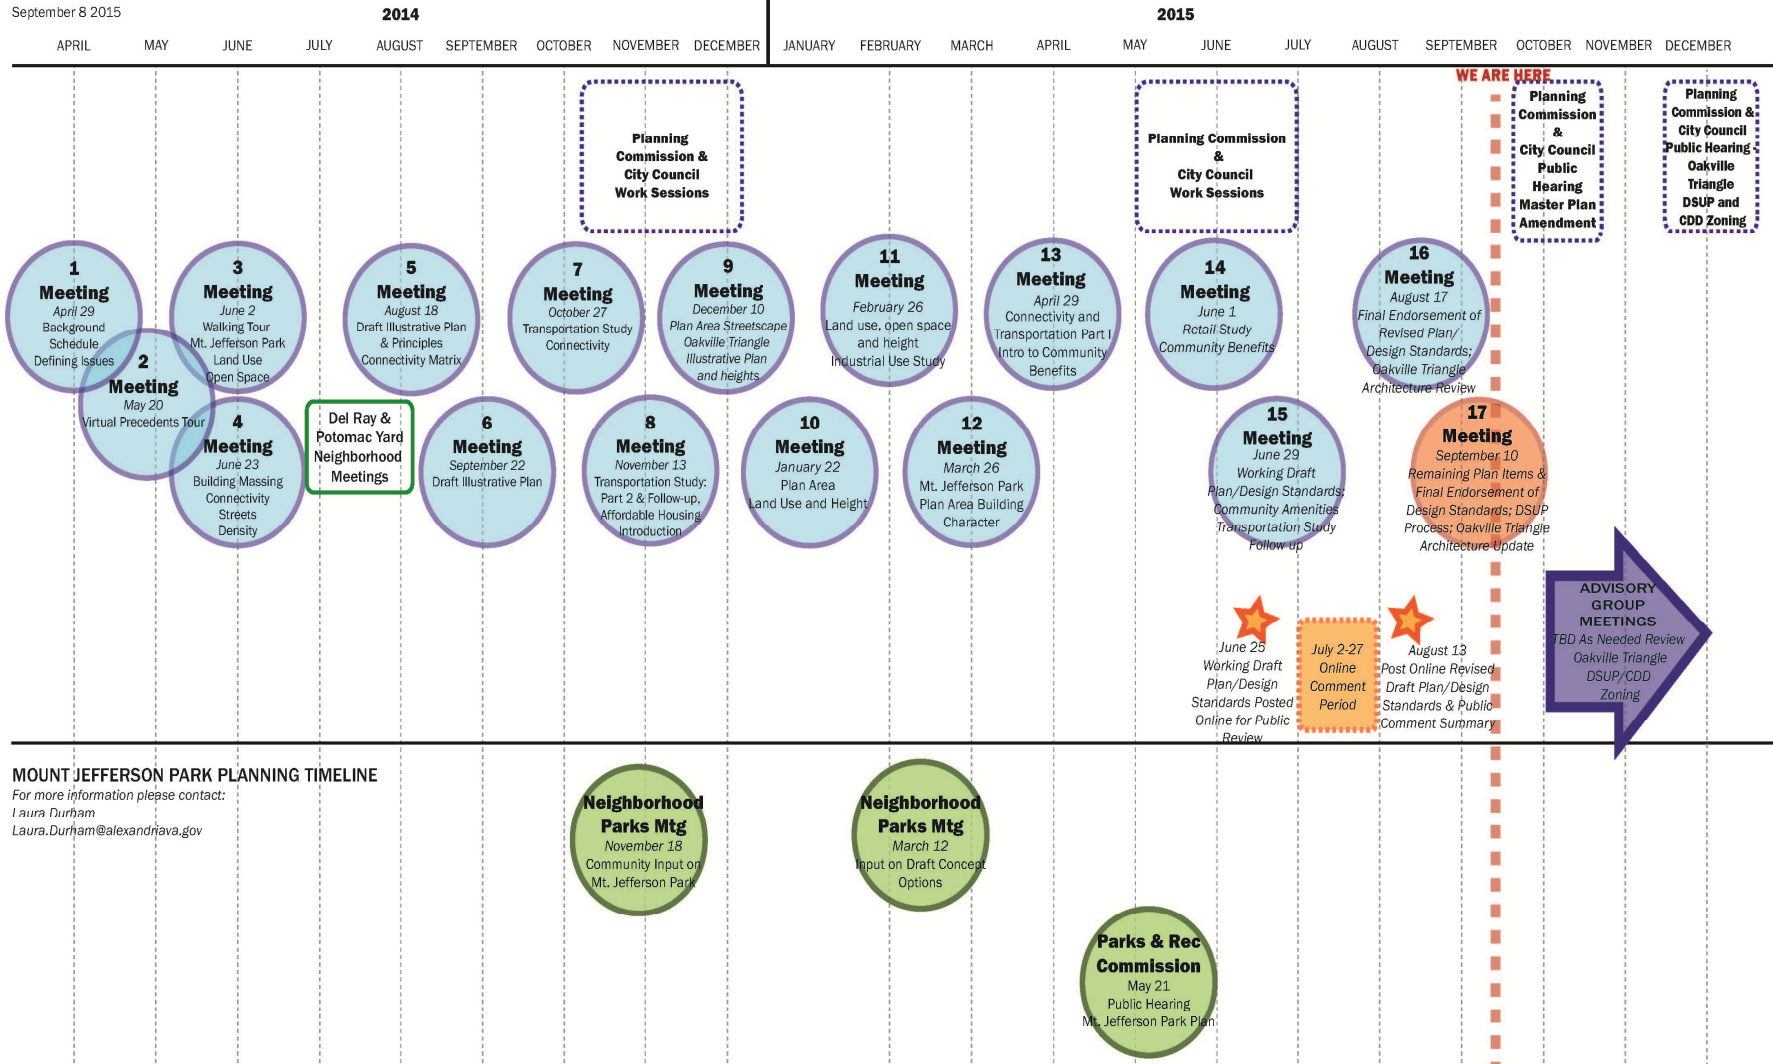 September 8 2015
2014
2015
APRIL MAY JUNE JULY AUGUST SEPTEMBER OCTOBER NOVEMBER DECEMBER JANUARY FEBRUARY MARCH APRIL MAY JUNE JULY AUGUST SEPTEMBER OCTOBER NOVEMBER DECEMBER
WE ARE HERE
Planning
Commission &
City Council
Work Sessions
Planning Commission
&
City Council
Work Sessions
Planning
Commission
&
City Council
Public
Hearing
Master Plan
Amendment
Planning
Commission &
City Council
Public Hearing -
Oakville
Triangle
DSUP and
CDD Zoning
1
Meeting
April 29
Background
Schedule
Defining Issues
2
Meeting
May 20
Virtual Precedents Tour
3
Meeting
June 2
Walking Tour
Mt. Jefferson Park
Land Use
Open Space
4
Meeting
June 23
Building Massing
Connectivity
Streets
Density
Del Ray &
Potomac Yard
Neighborhood
Meetings
5
Meeting
August 18
Draft Illustrative Plan
& Principles
Connectivity Matrix
6
Meeting
September 22
Draft Illustrative Plan
7
Meeting
October 27
Transportation Study
Connectivity
8
Meeting
November 13
Transportation Study:
Part 2 & Follow-up,
Affordable Housing
Introduction
9
Meeting
December 10
Plan Area Streetscape
Oakville Triangle
Illustrative Plan
and heights
10
Meeting
January 22
Plan Area
Land Use and Height
11
Meeting
February 26
Land use, open space
and height
Industrial Use Study
12
Meeting
March 26
Mt. Jefferson Park
Plan Area Building
Character
13
Meeting
April 29
Connectivity and
Transportation Part I
Intro to Community
Benefits
14
Meeting
June 1
Retail Study
Community Benefits
15
Meeting
June 29
Working Draft
Plan/Design Standards;
Community Amenities
Transportation Study
Follow up
16
Meeting
August 17
Final Endorsement of
Revised Plan/
Design Standards;
Oakville Triangle
Architecture Review
17
Meeting
September 10
Remaining Plan Items &
Final Endorsement of
Design Standards; DSUP
Process; Oakville Triangle
Architecture Update
June 25
Working Draft
Plan/Design
Standards Posted
Online for Public
Review
July 2-27
Online
Comment
Period
August 13
Post Online Revised
Draft Plan/Design
Standards & Public
Comment Summary
ADVISORY
GROUP
MEETINGS
TBD As Needed Review
Oakville Triangle
DSUP/CDD
Zoning
MOUNT JEFFERSON PARK PLANNING TIMELINE
For more information please contact:
Laura Durham
Laura.Durham@alexandriava.gov
Neighborhood
Parks Mtg
November 18
Community Input on
Mt. Jefferson Park
Neighborhood
Parks Mtg
March 12
Input on Draft Concept
Options
Parks & Rec
Commission
May 21
Public Hearing
Mt. Jefferson Park Plan